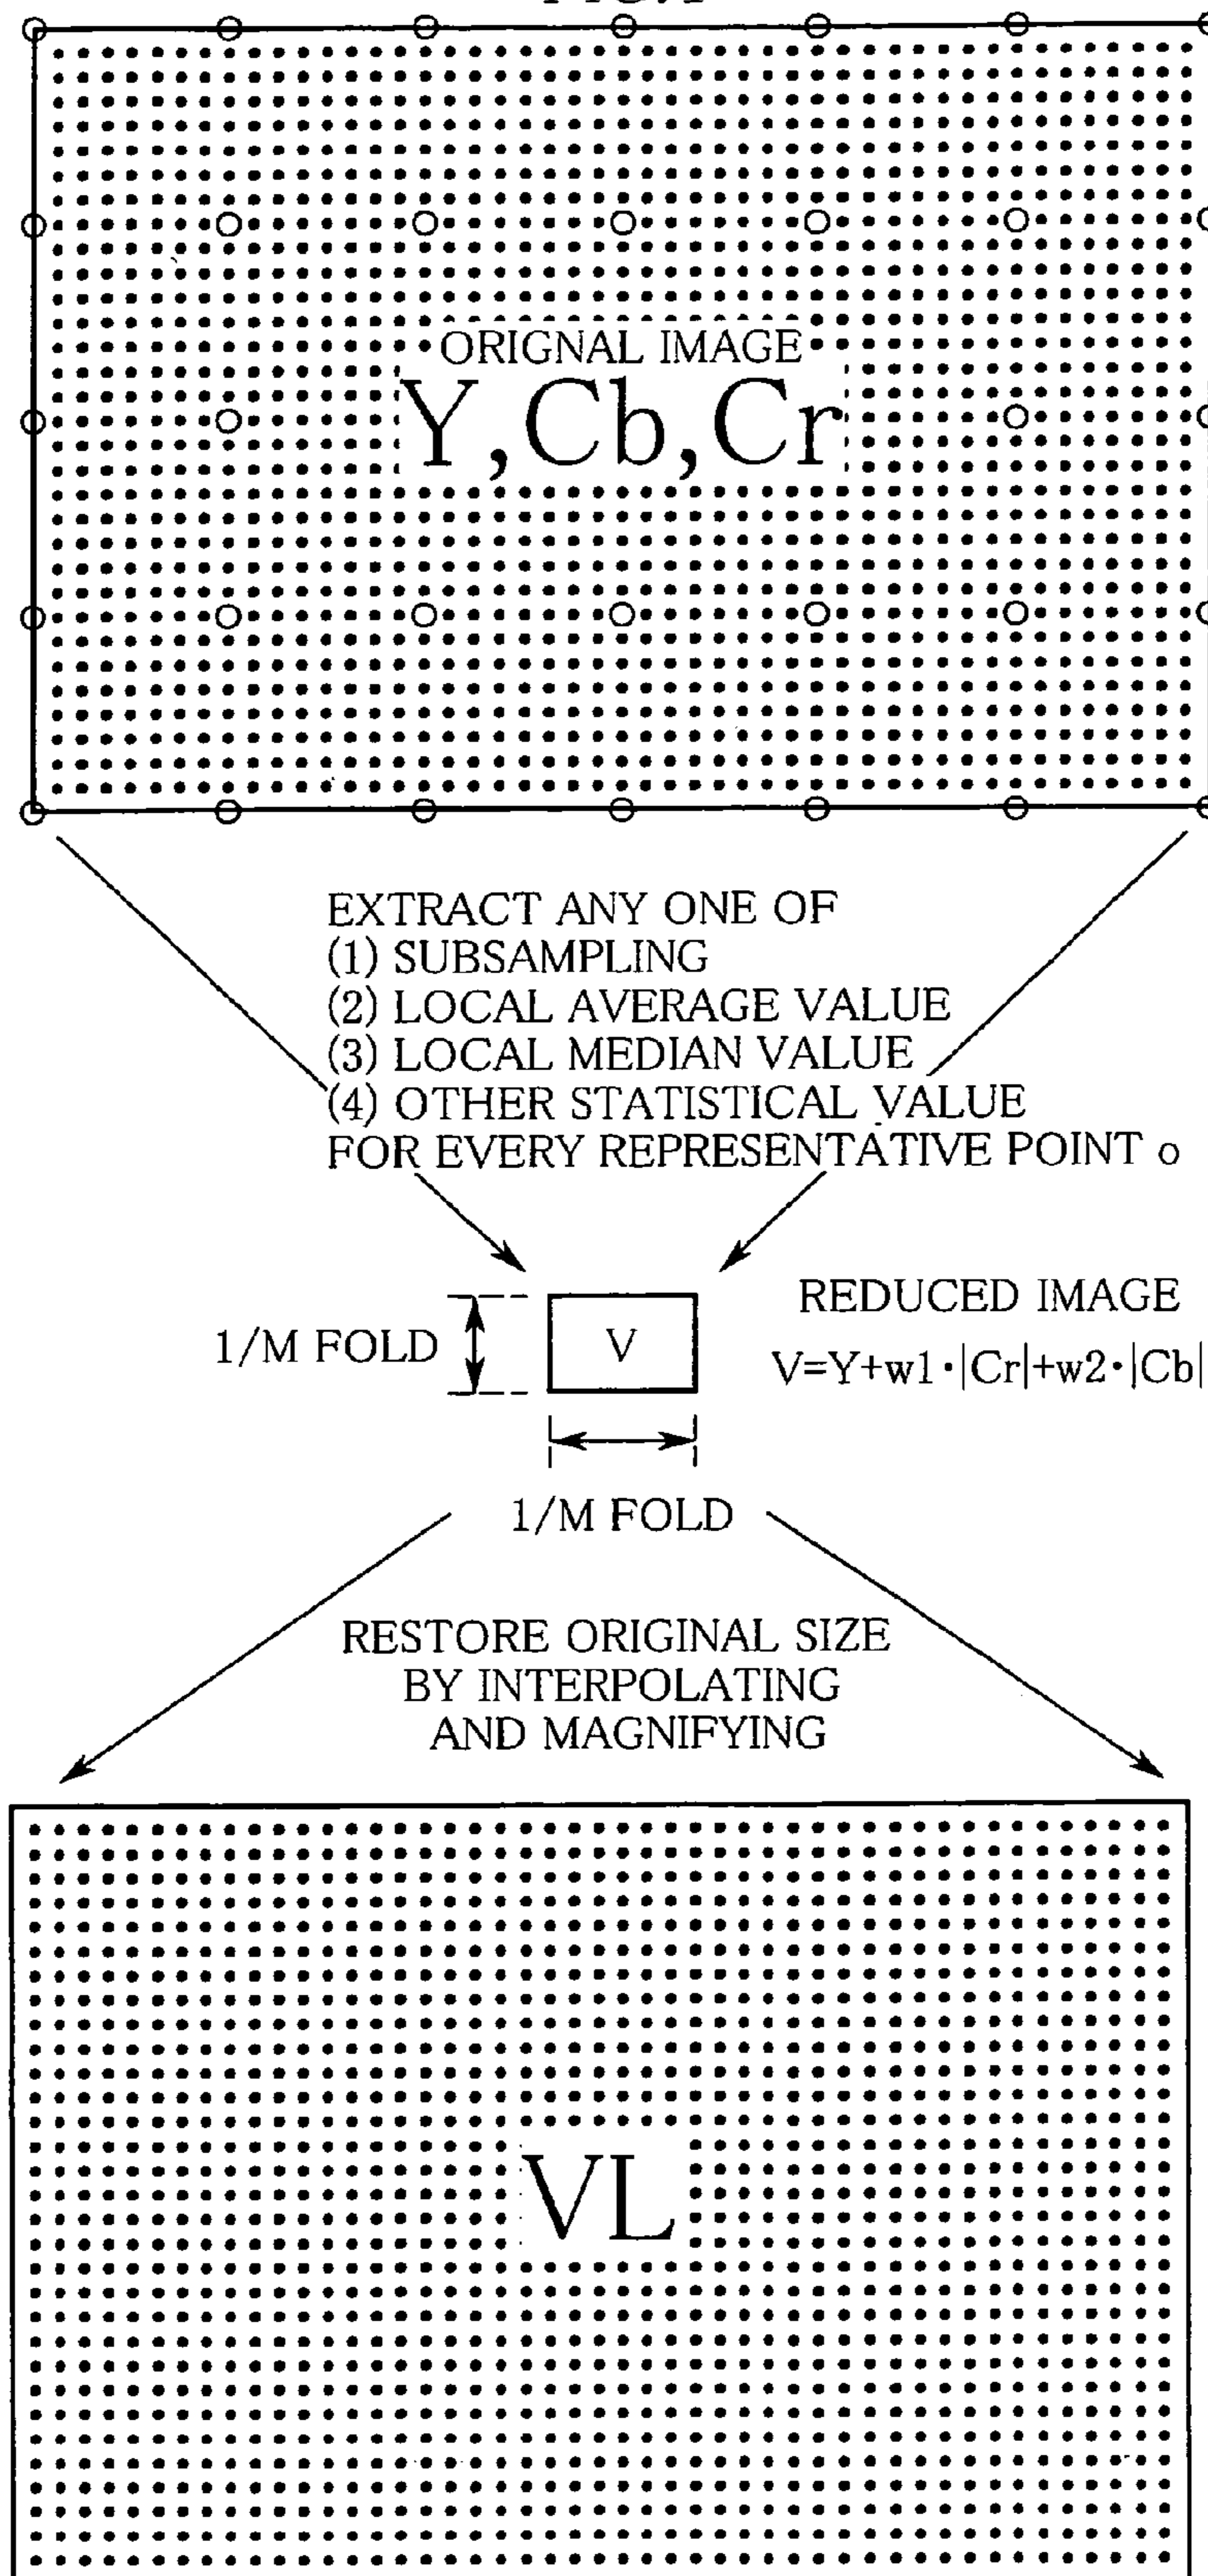 ORIGNAL IMAGE
Y,Cb,Cr
EXTRACT ANY ONE OF
(1) SUBSAMPLING
(2) LOCAL AVERAGE VALUE
(3) LOCAL MEDIAN VALUE
(4) OTHER STATISTICAL VALUE
FOR EVERY REPRESENTATIVE POINT o
REDUCED IMAGE
1/M FOLD
V
V=Y+w1·|Cr|+w2·|Cb|
1/M FOLD
RESTORE ORIGINAL SIZE
BY INTERPOLATING
AND MAGNIFYING
VL